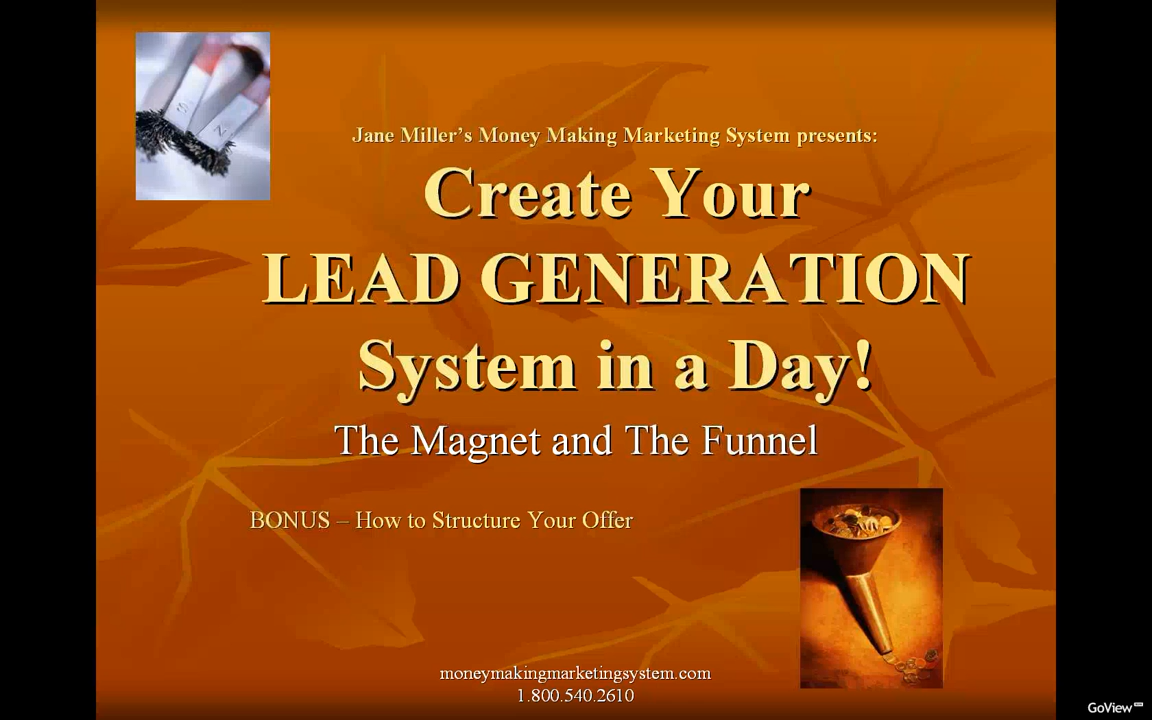 Jane Miller's Money Making Marketing System presents:
Create Your
LEAD GENERATION
System in a Day!
The Magnet and The Funnel
BONUS – How to Structure Your Offer
moneymakingmarketingsystem.com
1.800.540.2610
S
N
GoView